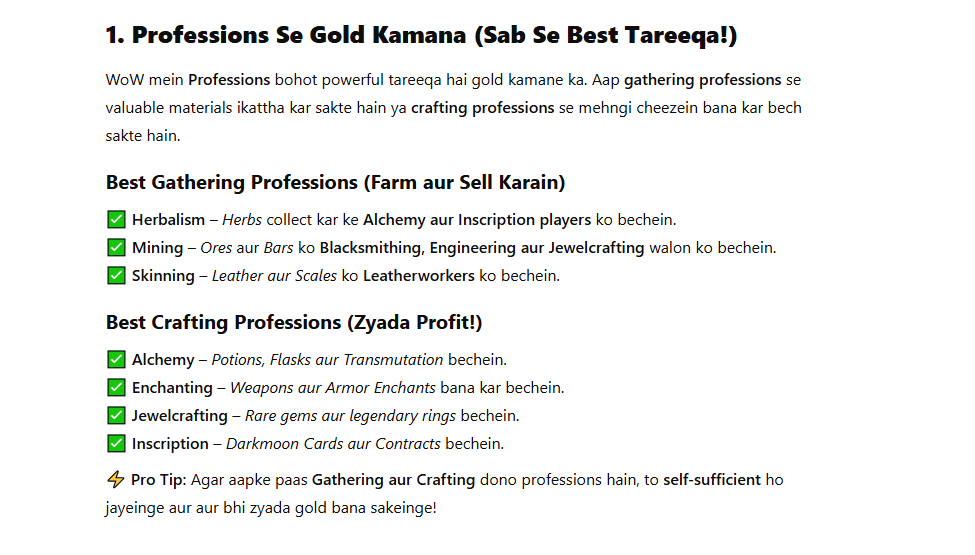 1. Professions Se Gold Kamana (Sab Se Best Tareeqa!)
WoW mein Professions bohot powerful tareeqa hai gold kamane ka. Aap gathering professions se
valuable materials ikattha kar sakte hain ya crafting professions se mehngi cheezein bana kar bech
sakte hain.
Best Gathering Professions (Farm aur Sell Karain)
✅ Herbalism – Herbs collect kar ke Alchemy aur Inscription players ko bechein.
✅ Mining – Ores aur Bars ko Blacksmithing, Engineering aur Jewelcrafting walon ko bechein.
✅ Skinning – Leather aur Scales ko Leatherworkers ko bechein.
Best Crafting Professions (Zyada Profit!)
✅ Alchemy – Potions, Flasks aur Transmutation bechein.
✅ Enchanting – Weapons aur Armor Enchants bana kar bechein.
✅ Jewelcrafting – Rare gems aur legendary rings bechein.
✅ Inscription – Darkmoon Cards aur Contracts bechein.
⚡ Pro Tip: Agar aapke paas Gathering aur Crafting dono professions hain, to self-sufficient ho
jayeinge aur aur bhi zyada gold bana sakeinge!